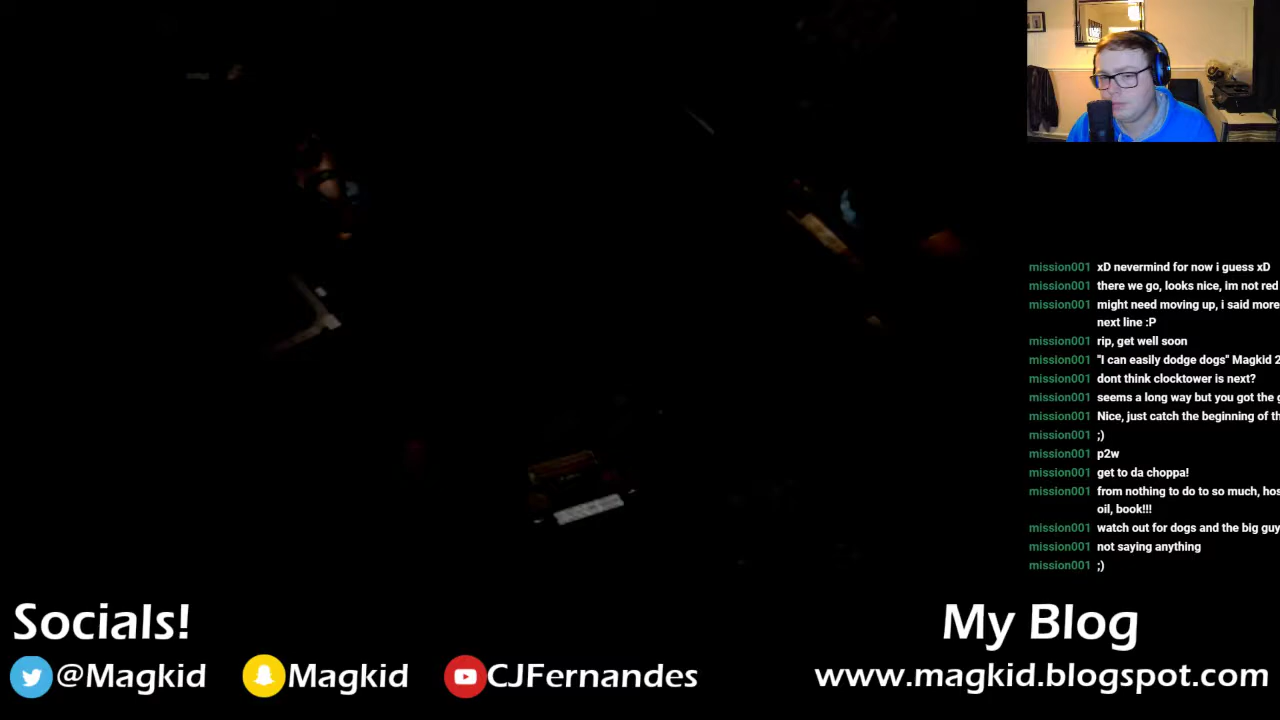 mission001 xD nevermind for now i guess xD
mission001 there we go, looks nice, im not red
mission001 might need moving up, i said more
next line :P
mission001 rip, get well soon
mission001 "I can easily dodge dogs" Magkid 2
mission001 dont think clocktower is next?
mission001 seems a long way but you got the g
mission001 Nice, just catch the beginning of th
mission001 ;)
mission001 p2w
mission001 get to da choppa!
mission001 from nothing to do to so much, hos
oil, book!!!
mission001 watch out for dogs and the big guy
mission001 not saying anything
mission001 ;)
Socials!
My Blog
@Magkid
Magkid
CJFernandes
www.magkid.blogspot.com